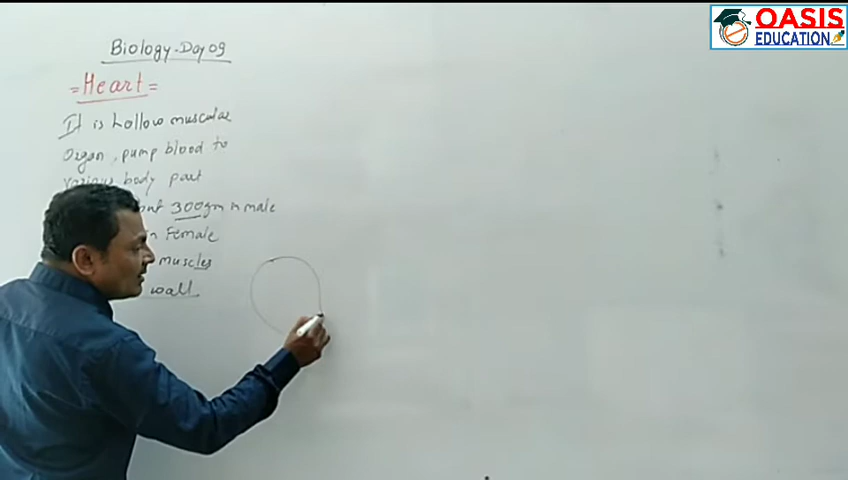 Biology-Day 09
=Heart=
It is hollow muscular
Organ, pump blood to
various body part
300gm n male
n Female
muscles
wall
OASIS
EDUCATION